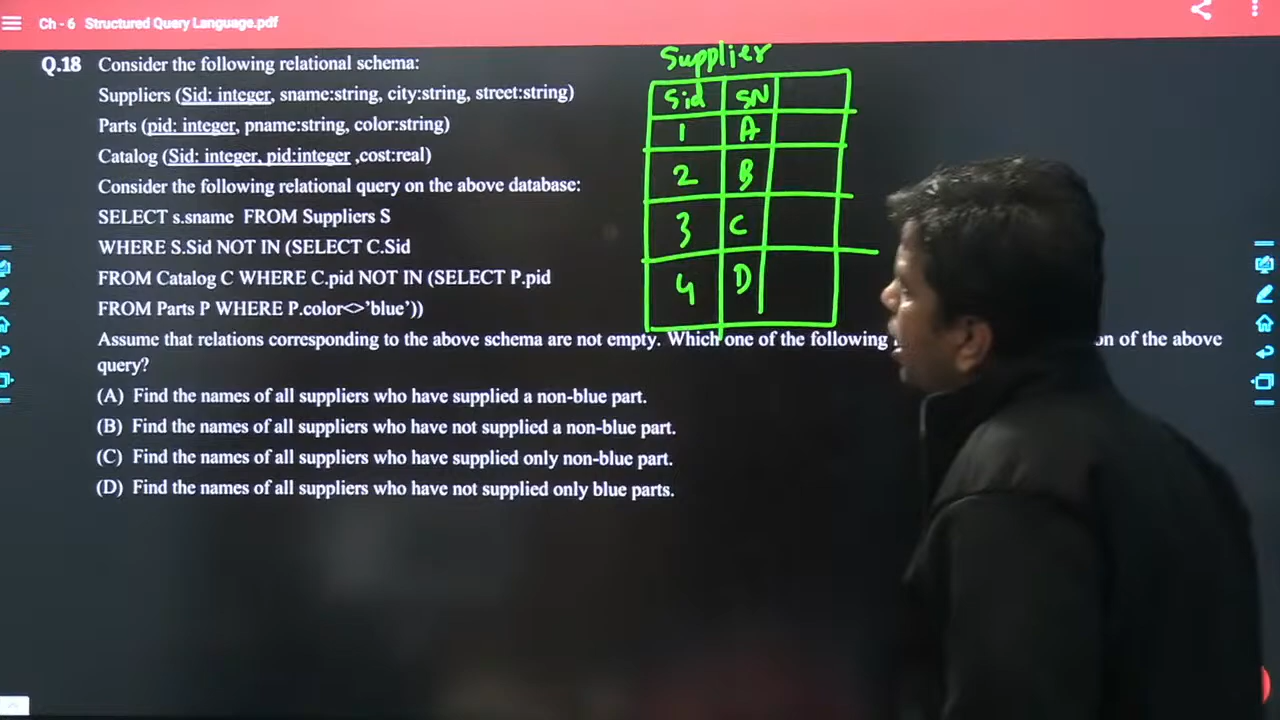 Ch - 6 Structured Query Language.pdf
Q.18 Consider the following relational schema:
Suppliers (Sid: integer, sname:string, city:string, street:string)
Parts (pid: integer, pname:string, color:string)
Catalog (Sid: integer, pid:integer ,cost:real)
Consider the following relational query on the above database:
SELECT s.sname FROM Suppliers S
WHERE S.Sid NOT IN (SELECT C.Sid
FROM Catalog C WHERE C.pid NOT IN (SELECT P.pid
FROM Parts P WHERE P.color<>'blue'))
Assume that relations corresponding to the above schema are not empty. Which one of the following on of the above
query?
(A) Find the names of all suppliers who have supplied a non-blue part.
(B) Find the names of all suppliers who have not supplied a non-blue part.
(C) Find the names of all suppliers who have supplied only non-blue part.
(D) Find the names of all suppliers who have not supplied only blue parts.
Supplier
Sid SN
1 A
2 B
3 C
4 D